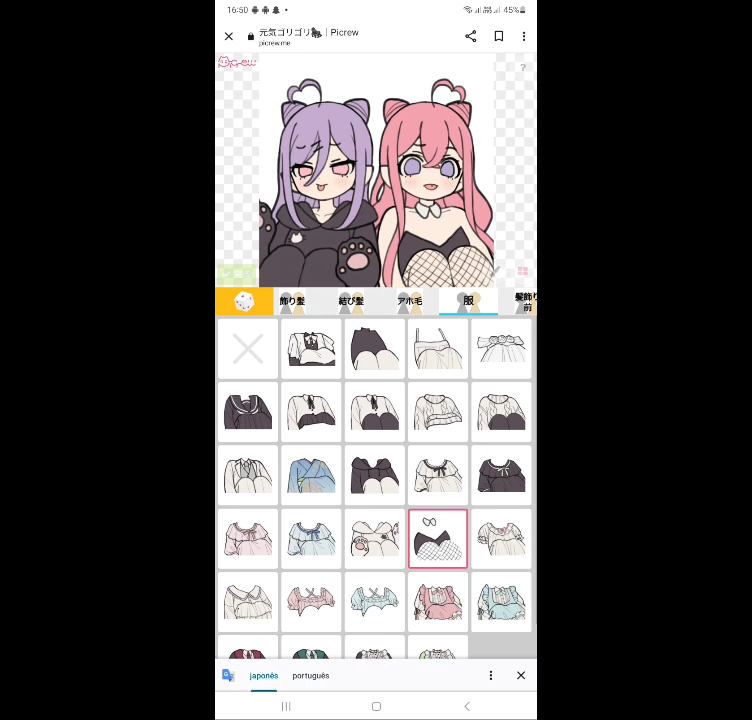 16:50
45%
元気ゴリゴリ🦍｜Picrew
picrew.me
?
飾り髪
結び髪
アホ毛
服
髪飾り
前
japonês
português